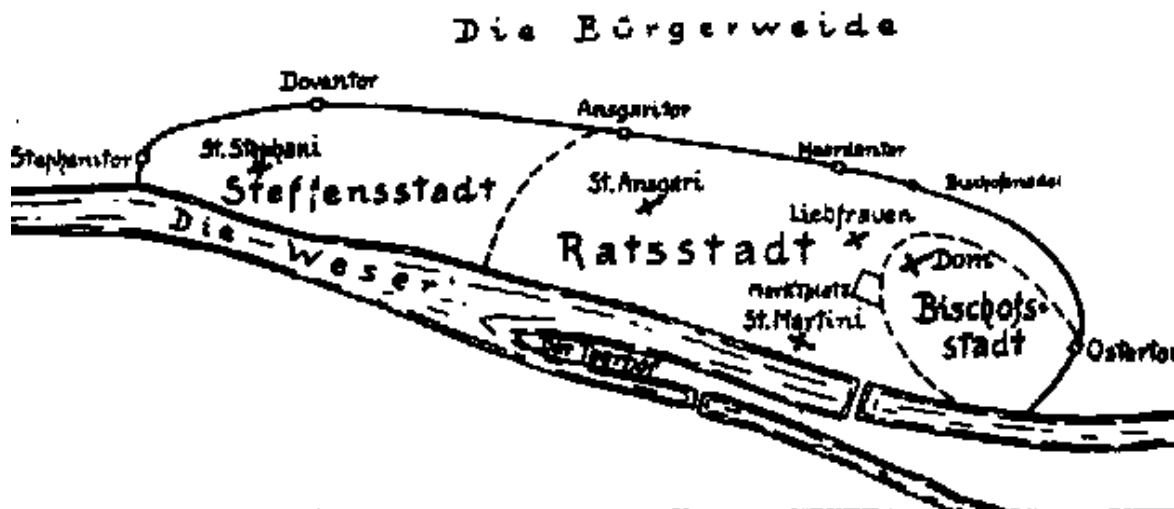 Die Bürgerweide
Doventor
Ansgaritor
Stephanitor
St. Stephani
Steffensstadt
St. Ansgari
Liebfrauen
Ratsstadt
Dom
Marktplatz
St. Martini
Bischofs-
stadt
Ostertor
Die Weser